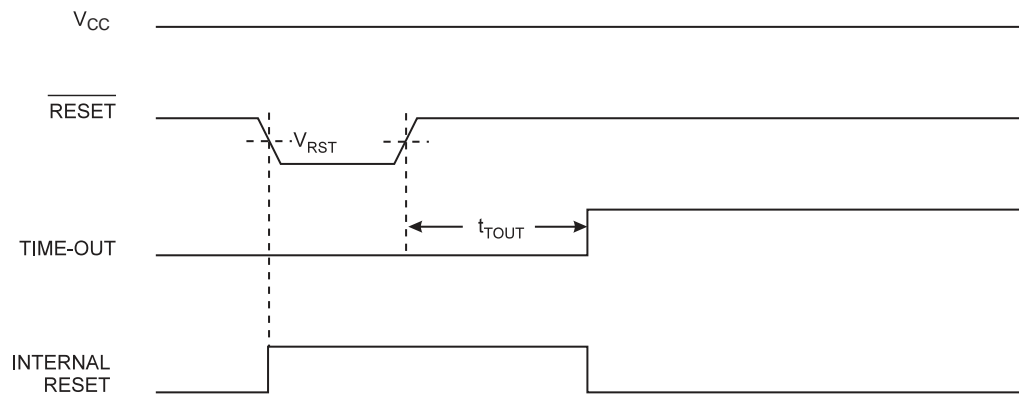 VCC
RESET
VRST
tTOUT
TIME-OUT
INTERNAL
RESET